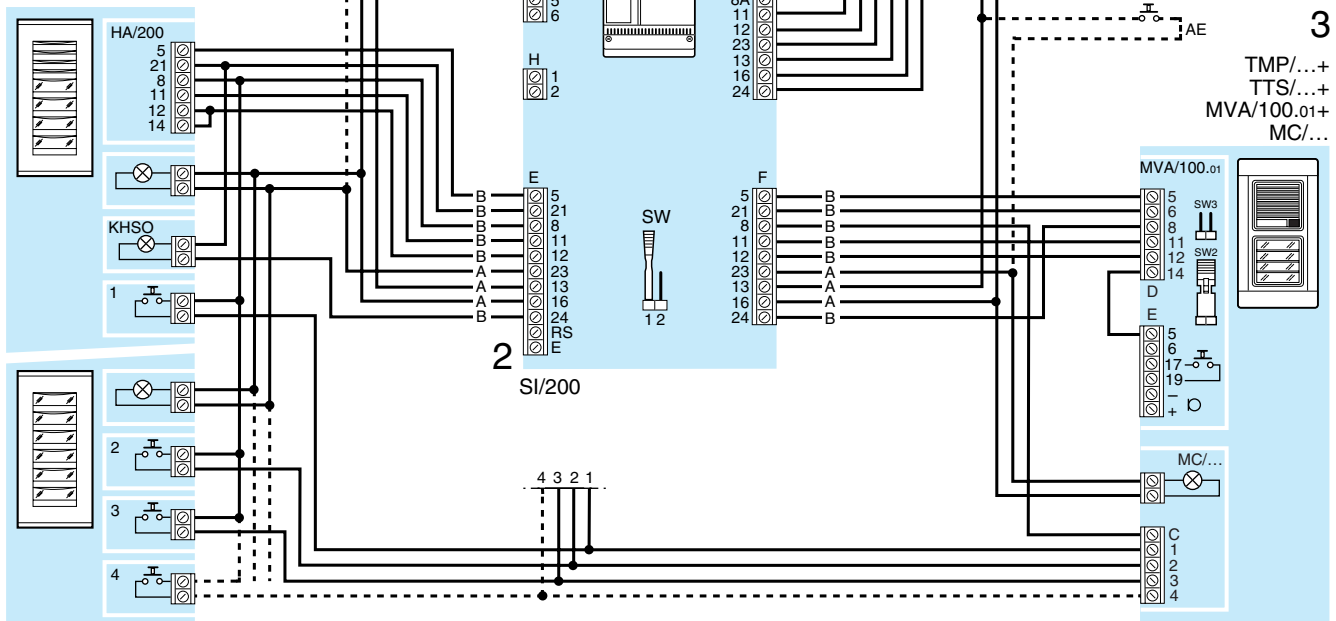 HA/200
5
21
8
11
12
14
KHSO
1
2
3
4
5
6
H
1
2
E
5
21
8
11
12
23
13
16
24
RS
E
B
B
B
B
B
A
A
A
B
2
SI/200
SW
1 2
8A
11
12
23
13
16
24
F
5
21
8
11
12
23
13
16
24
B
B
B
B
B
A
A
A
B
4 3 2 1
AE
3
TMP/...+
TTS/...+
MVA/100.01+
MC/...
MVA/100.01
5
6
8
11
12
14
SW3
SW2
D
E
5
6
17
19
–
+
MC/...
C
1
2
3
4